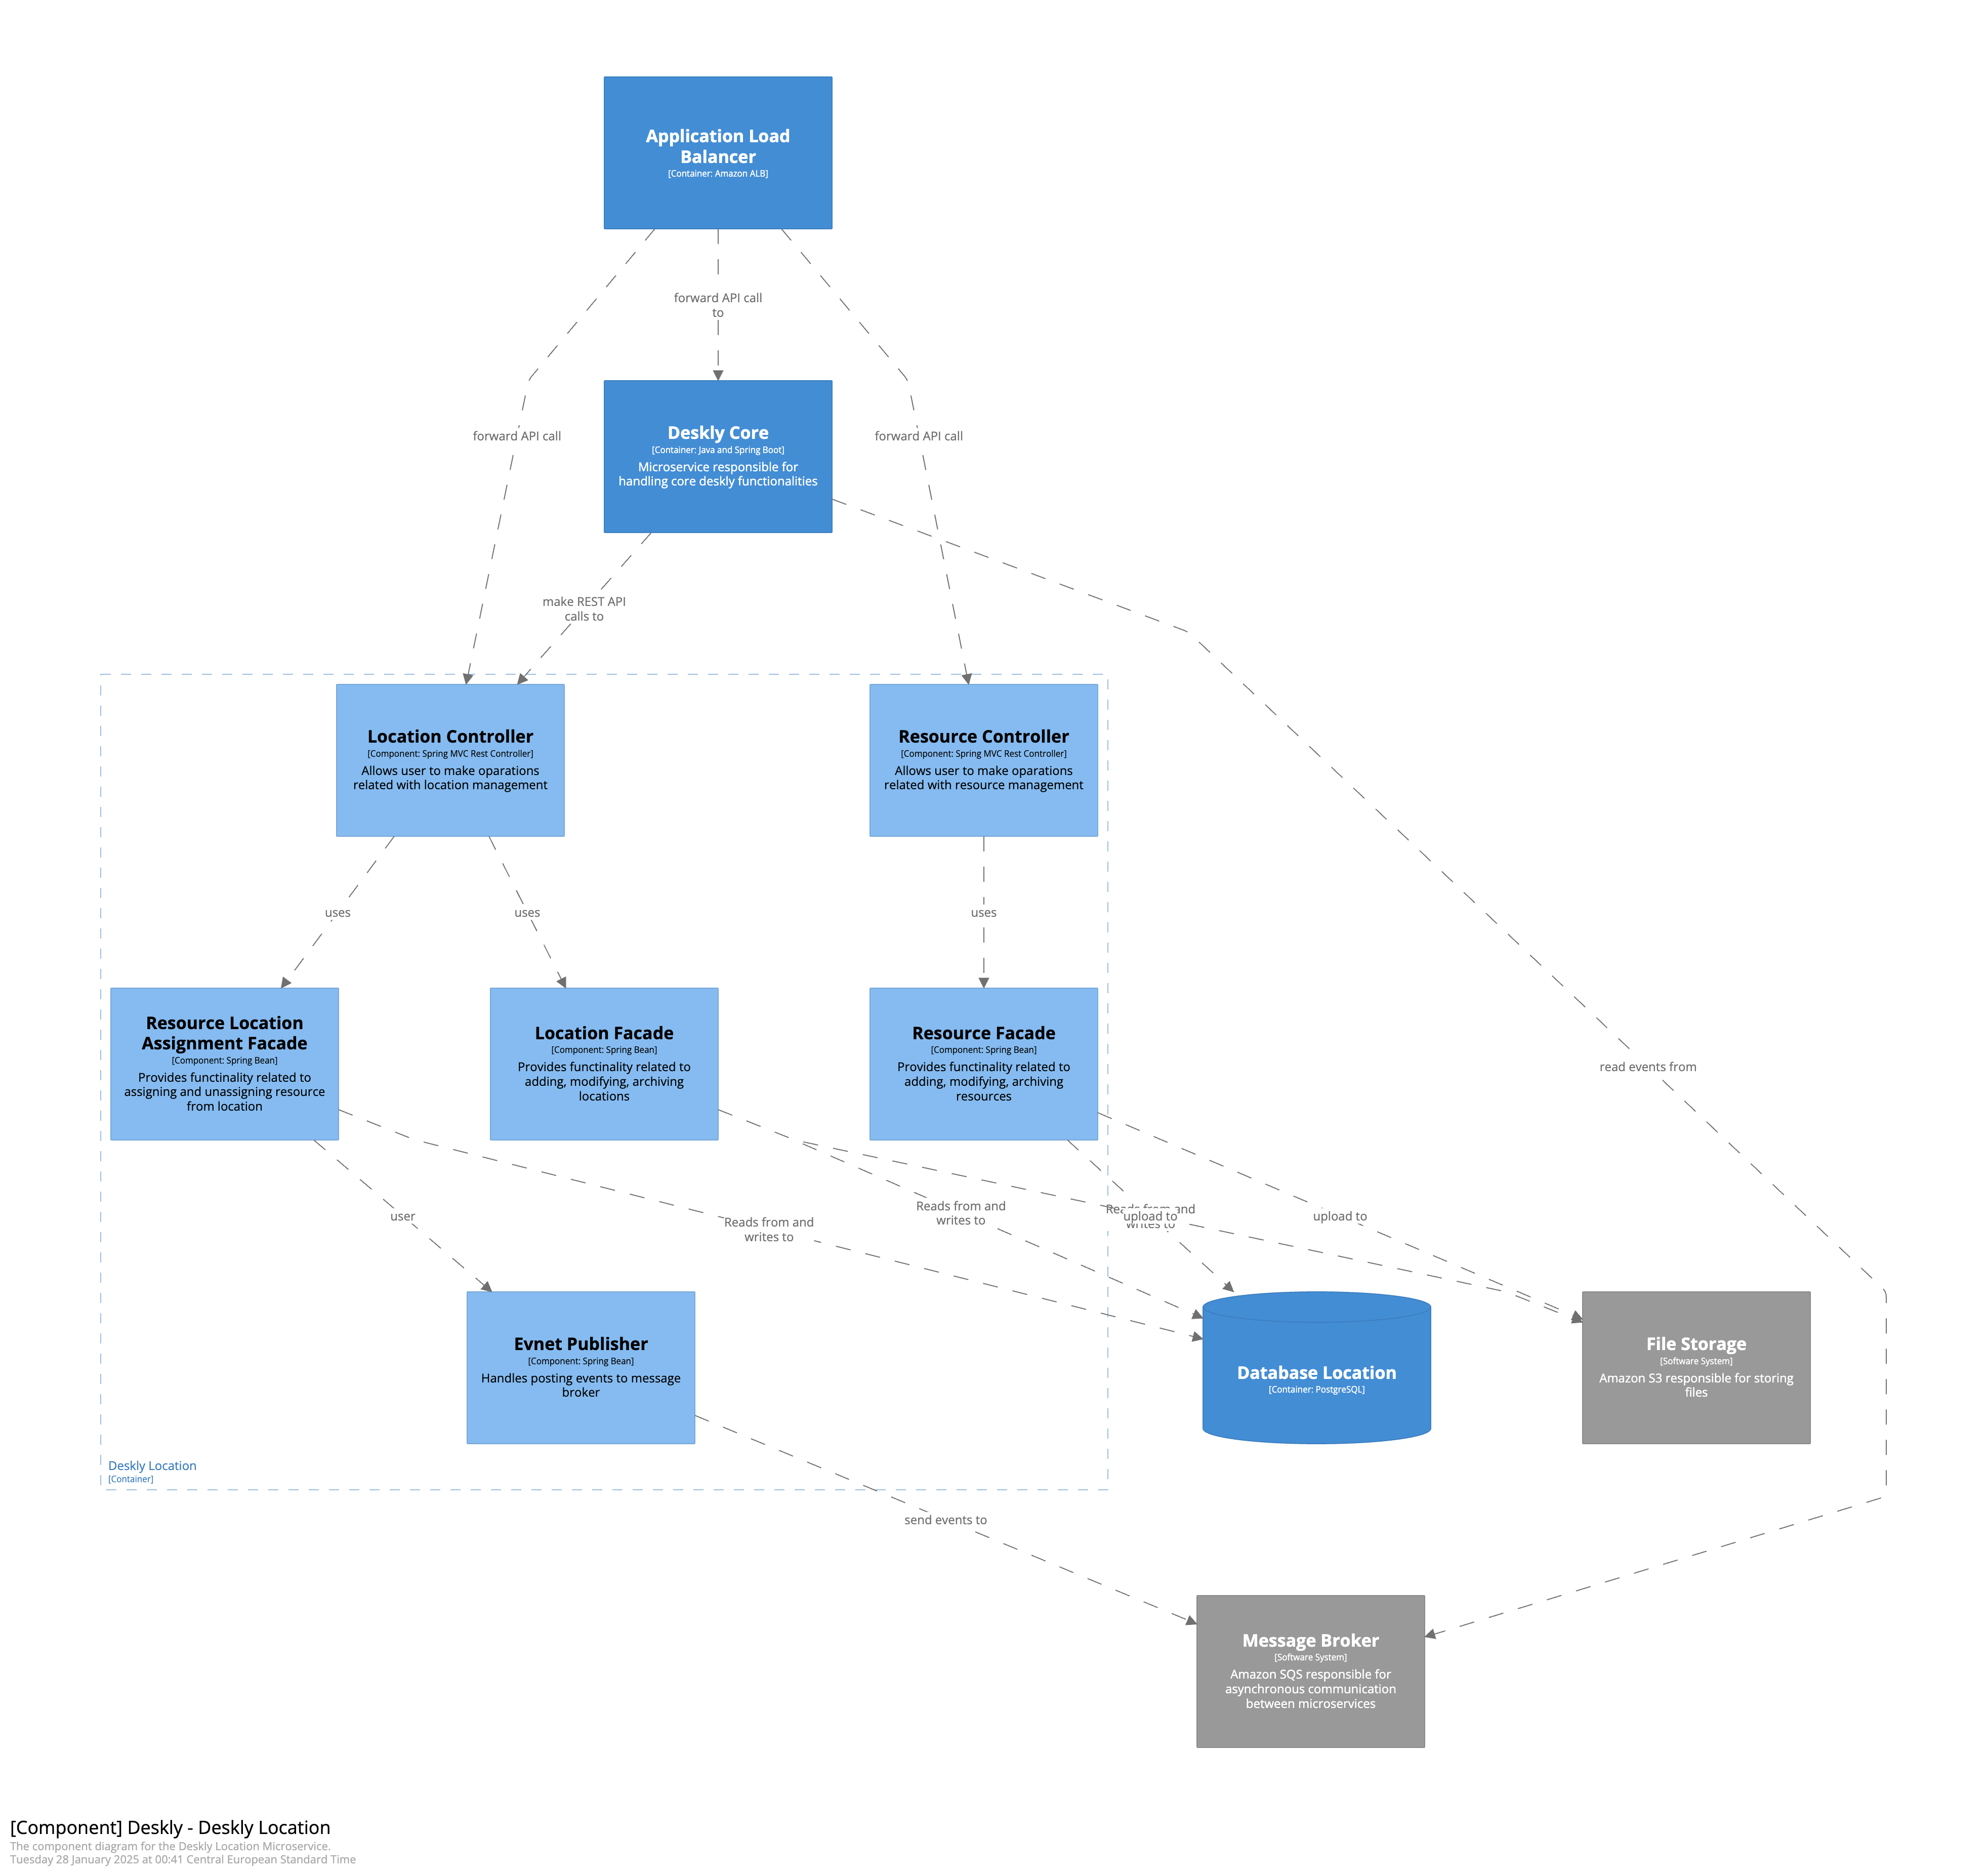 Application Load
Balancer
[Container: Amazon ALB]
forward API call
to
Deskly Core
[Container: Java and Spring Boot]
Microservice responsible for
handling core deskly functionalities
forward API call
forward API call
make REST API
calls to
Location Controller
[Component: Spring MVC Rest Controller]
Allows user to make oparations
related with location management
Resource Controller
[Component: Spring MVC Rest Controller]
Allows user to make oparations
related with resource management
uses
uses
uses
Resource Location
Assignment Facade
[Component: Spring Bean]
Provides functinality related to
assigning and unassigning resource
from location
Location Facade
[Component: Spring Bean]
Provides functinality related to
adding, modifying, archiving
locations
Resource Facade
[Component: Spring Bean]
Provides functinality related to
adding, modifying, archiving
resources
read events from
user
Reads from and
writes to
Reads from and
writes to
Reads from and
writes to
upload to
upload to
Evnet Publisher
[Component: Spring Bean]
Handles posting events to message
broker
Database Location
[Container: PostgreSQL]
File Storage
[Software System]
Amazon S3 responsible for storing
files
Deskly Location
[Container]
send events to
Message Broker
[Software System]
Amazon SQS responsible for
asynchronous communication
between microservices
[Component] Deskly - Deskly Location
The component diagram for the Deskly Location Microservice.
Tuesday 28 January 2025 at 00:41 Central European Standard Time